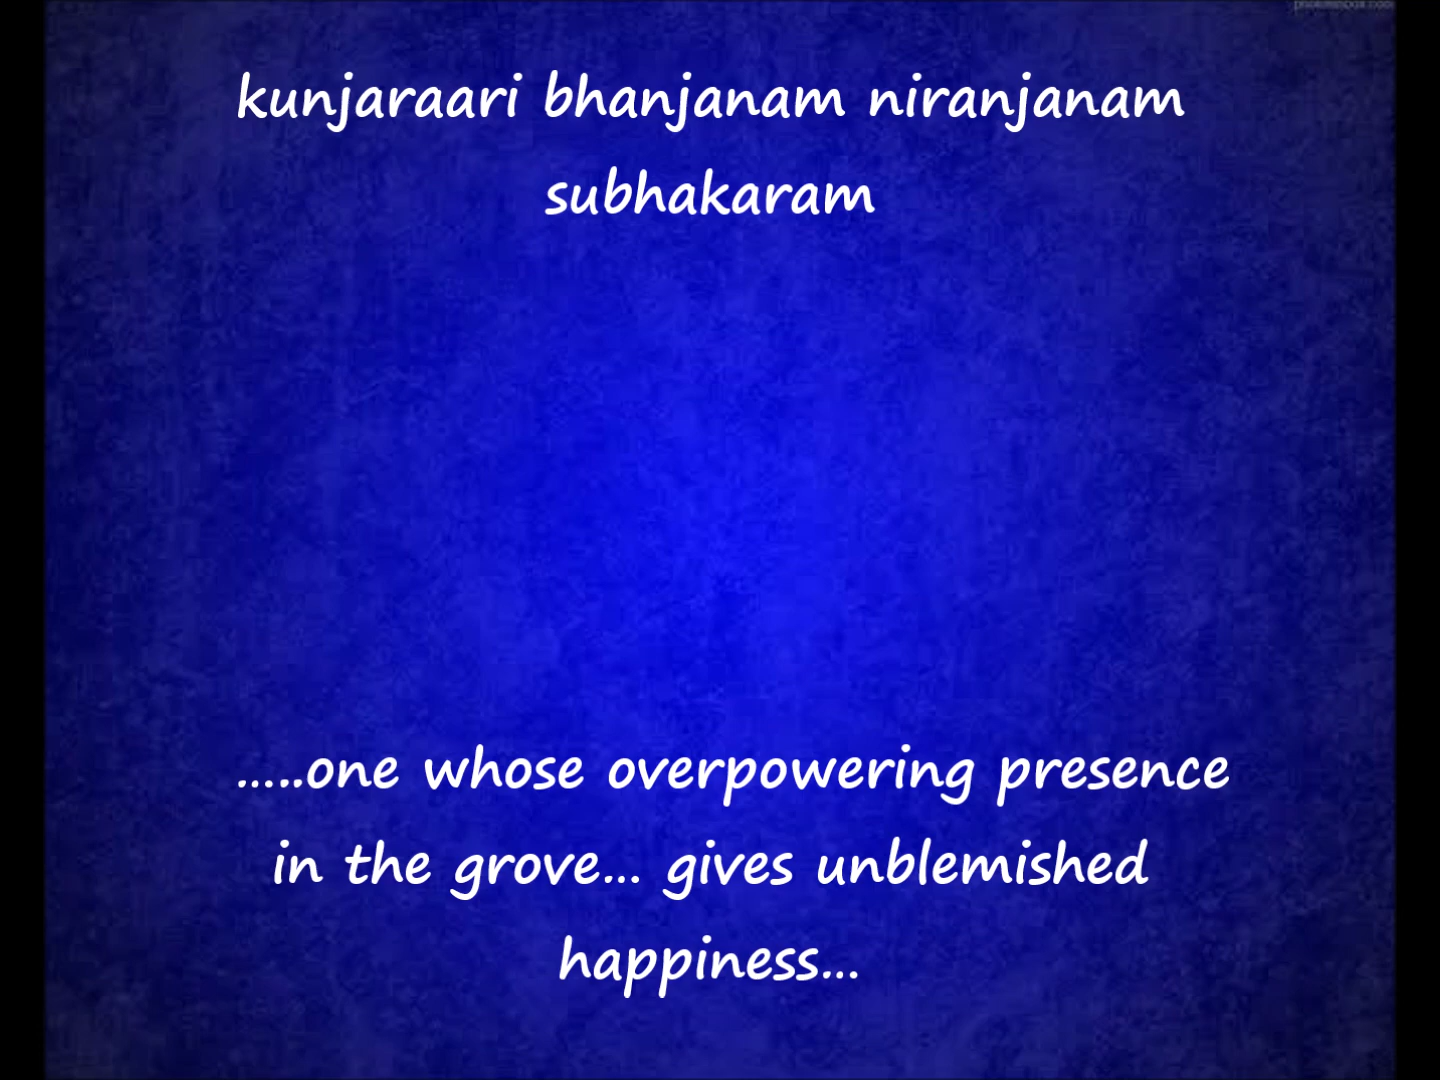 kunjaraari bhanjanam niranjanam
subhakaram
.....one whose overpowering presence
in the grove... gives unblemished
happiness...